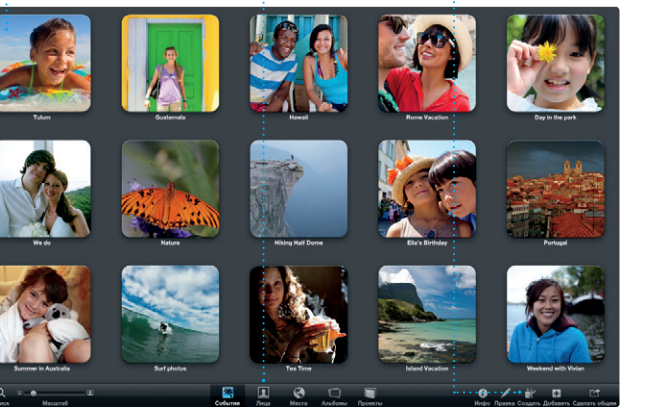 Tulum
Guatemala
Hawaii
Rome Vacation
Day in the park
We do
Nature
Hiking Half Dome
Ella's Birthday
Portugal
Summer in Australia
Surf photos
Tea Time
Island Vacation
Weekend with Vivian
Масштаб
События
Лица
Места
Альбомы
Проекты
Инфо
Правка
Создать
Добавить
Сделать общим